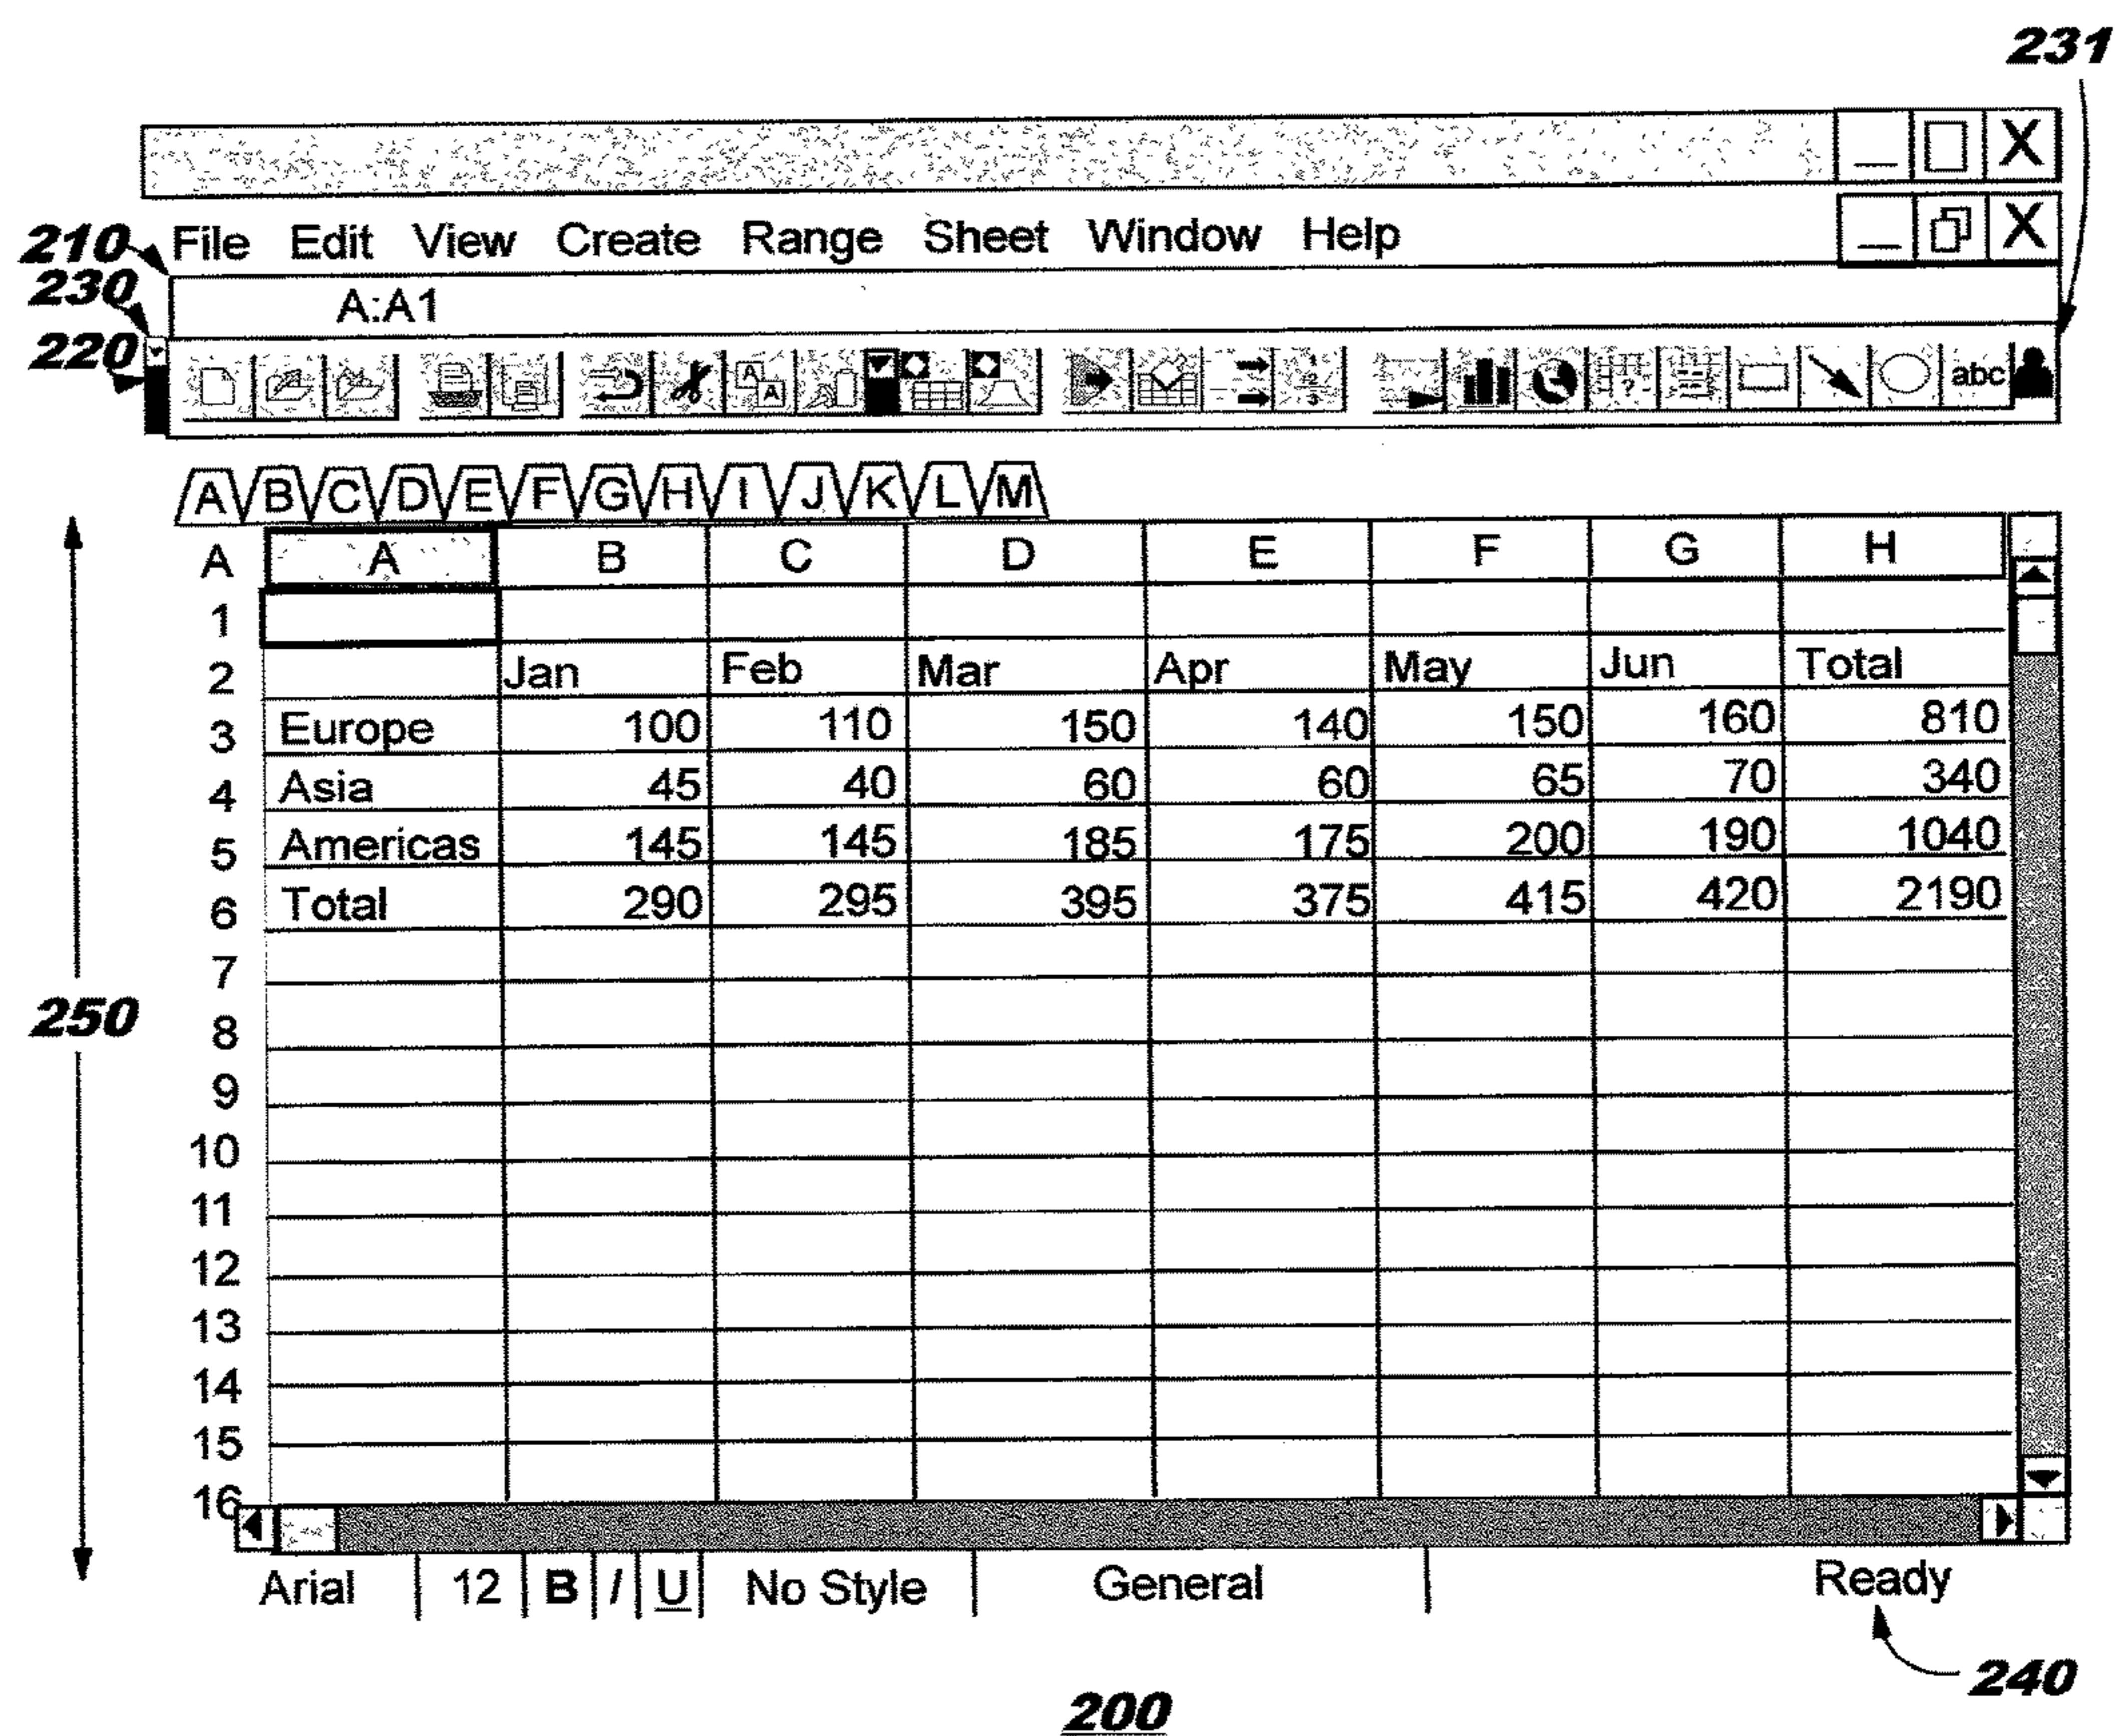 231
X
210 File Edit View Create Range Sheet Window Help X
230 A:A1
220 abc
A B C D E F G H I J K L M
A A B C D E F G H
1
2 Jan Feb Mar Apr May Jun Total
3 Europe 100 110 150 140 150 160 810
4 Asia 45 40 60 60 65 70 340
5 Americas 145 145 185 175 200 190 1040
6 Total 290 295 395 375 415 420 2190
7
250
8
9
10
11
12
13
14
15
16
Arial 12 B I U No Style General Ready
240
200